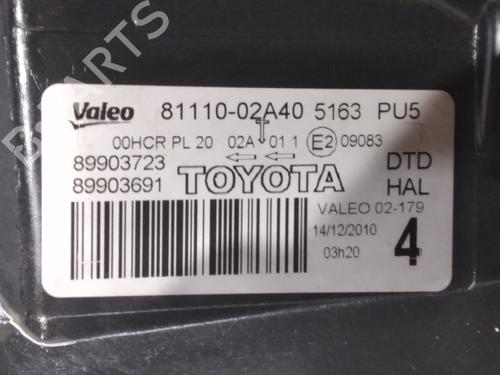 B-PARTS
Valeo 81110-02A40 5163 PU5
00HCR PL 20 02A 01 1 E2 09083
89903723 DTD
89903691 TOYOTA HAL
VALEO 02-179
14/12/2010 4
03h20